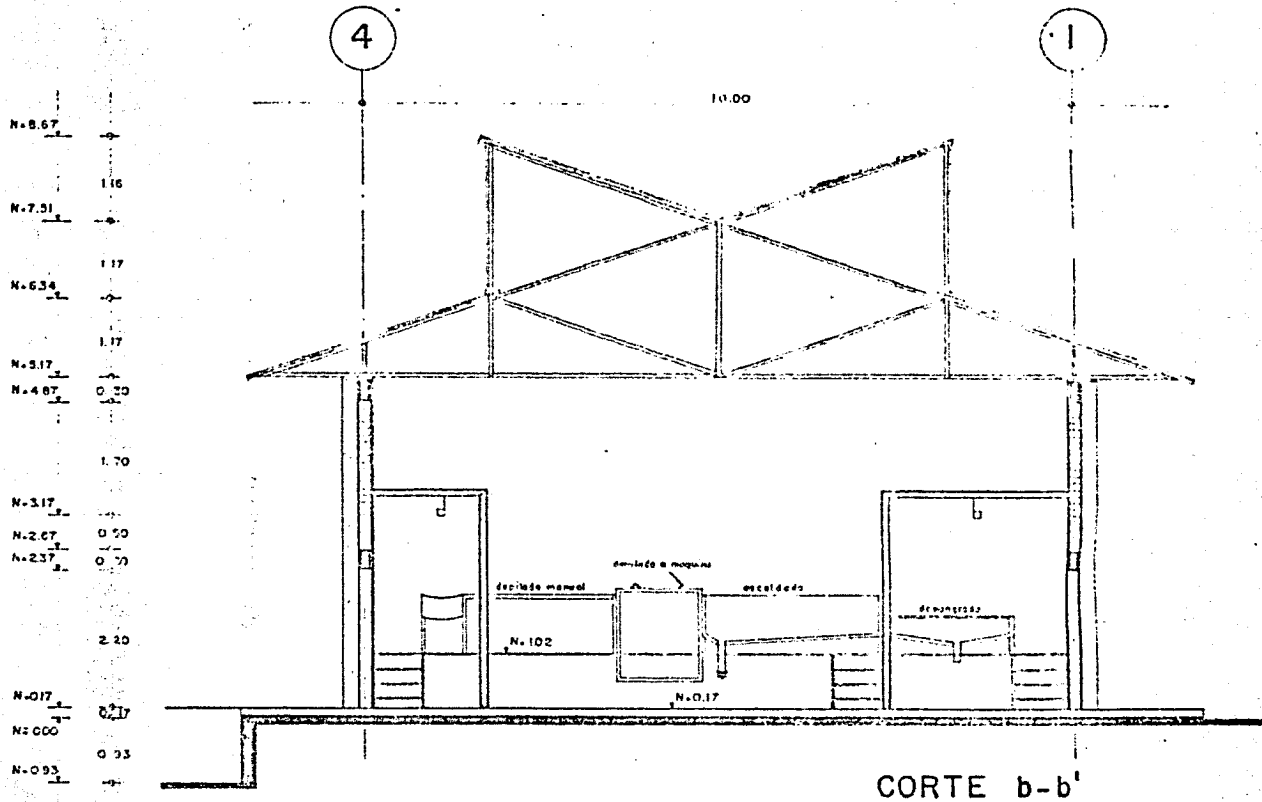 4
1
10.00
N=8.67
1.16
N=7.51
1.17
N=6.34
1.17
N=5.17
N=4.87
0.30
1.70
N=3.17
0.50
N=2.67
N=2.37
depilado a maquina
depilado manual
escaldado
desangrado
2.20
N=1.02
N=0.17
N=0.17
0.17
N=0.00
0.93
N=0.93
CORTE b-b'